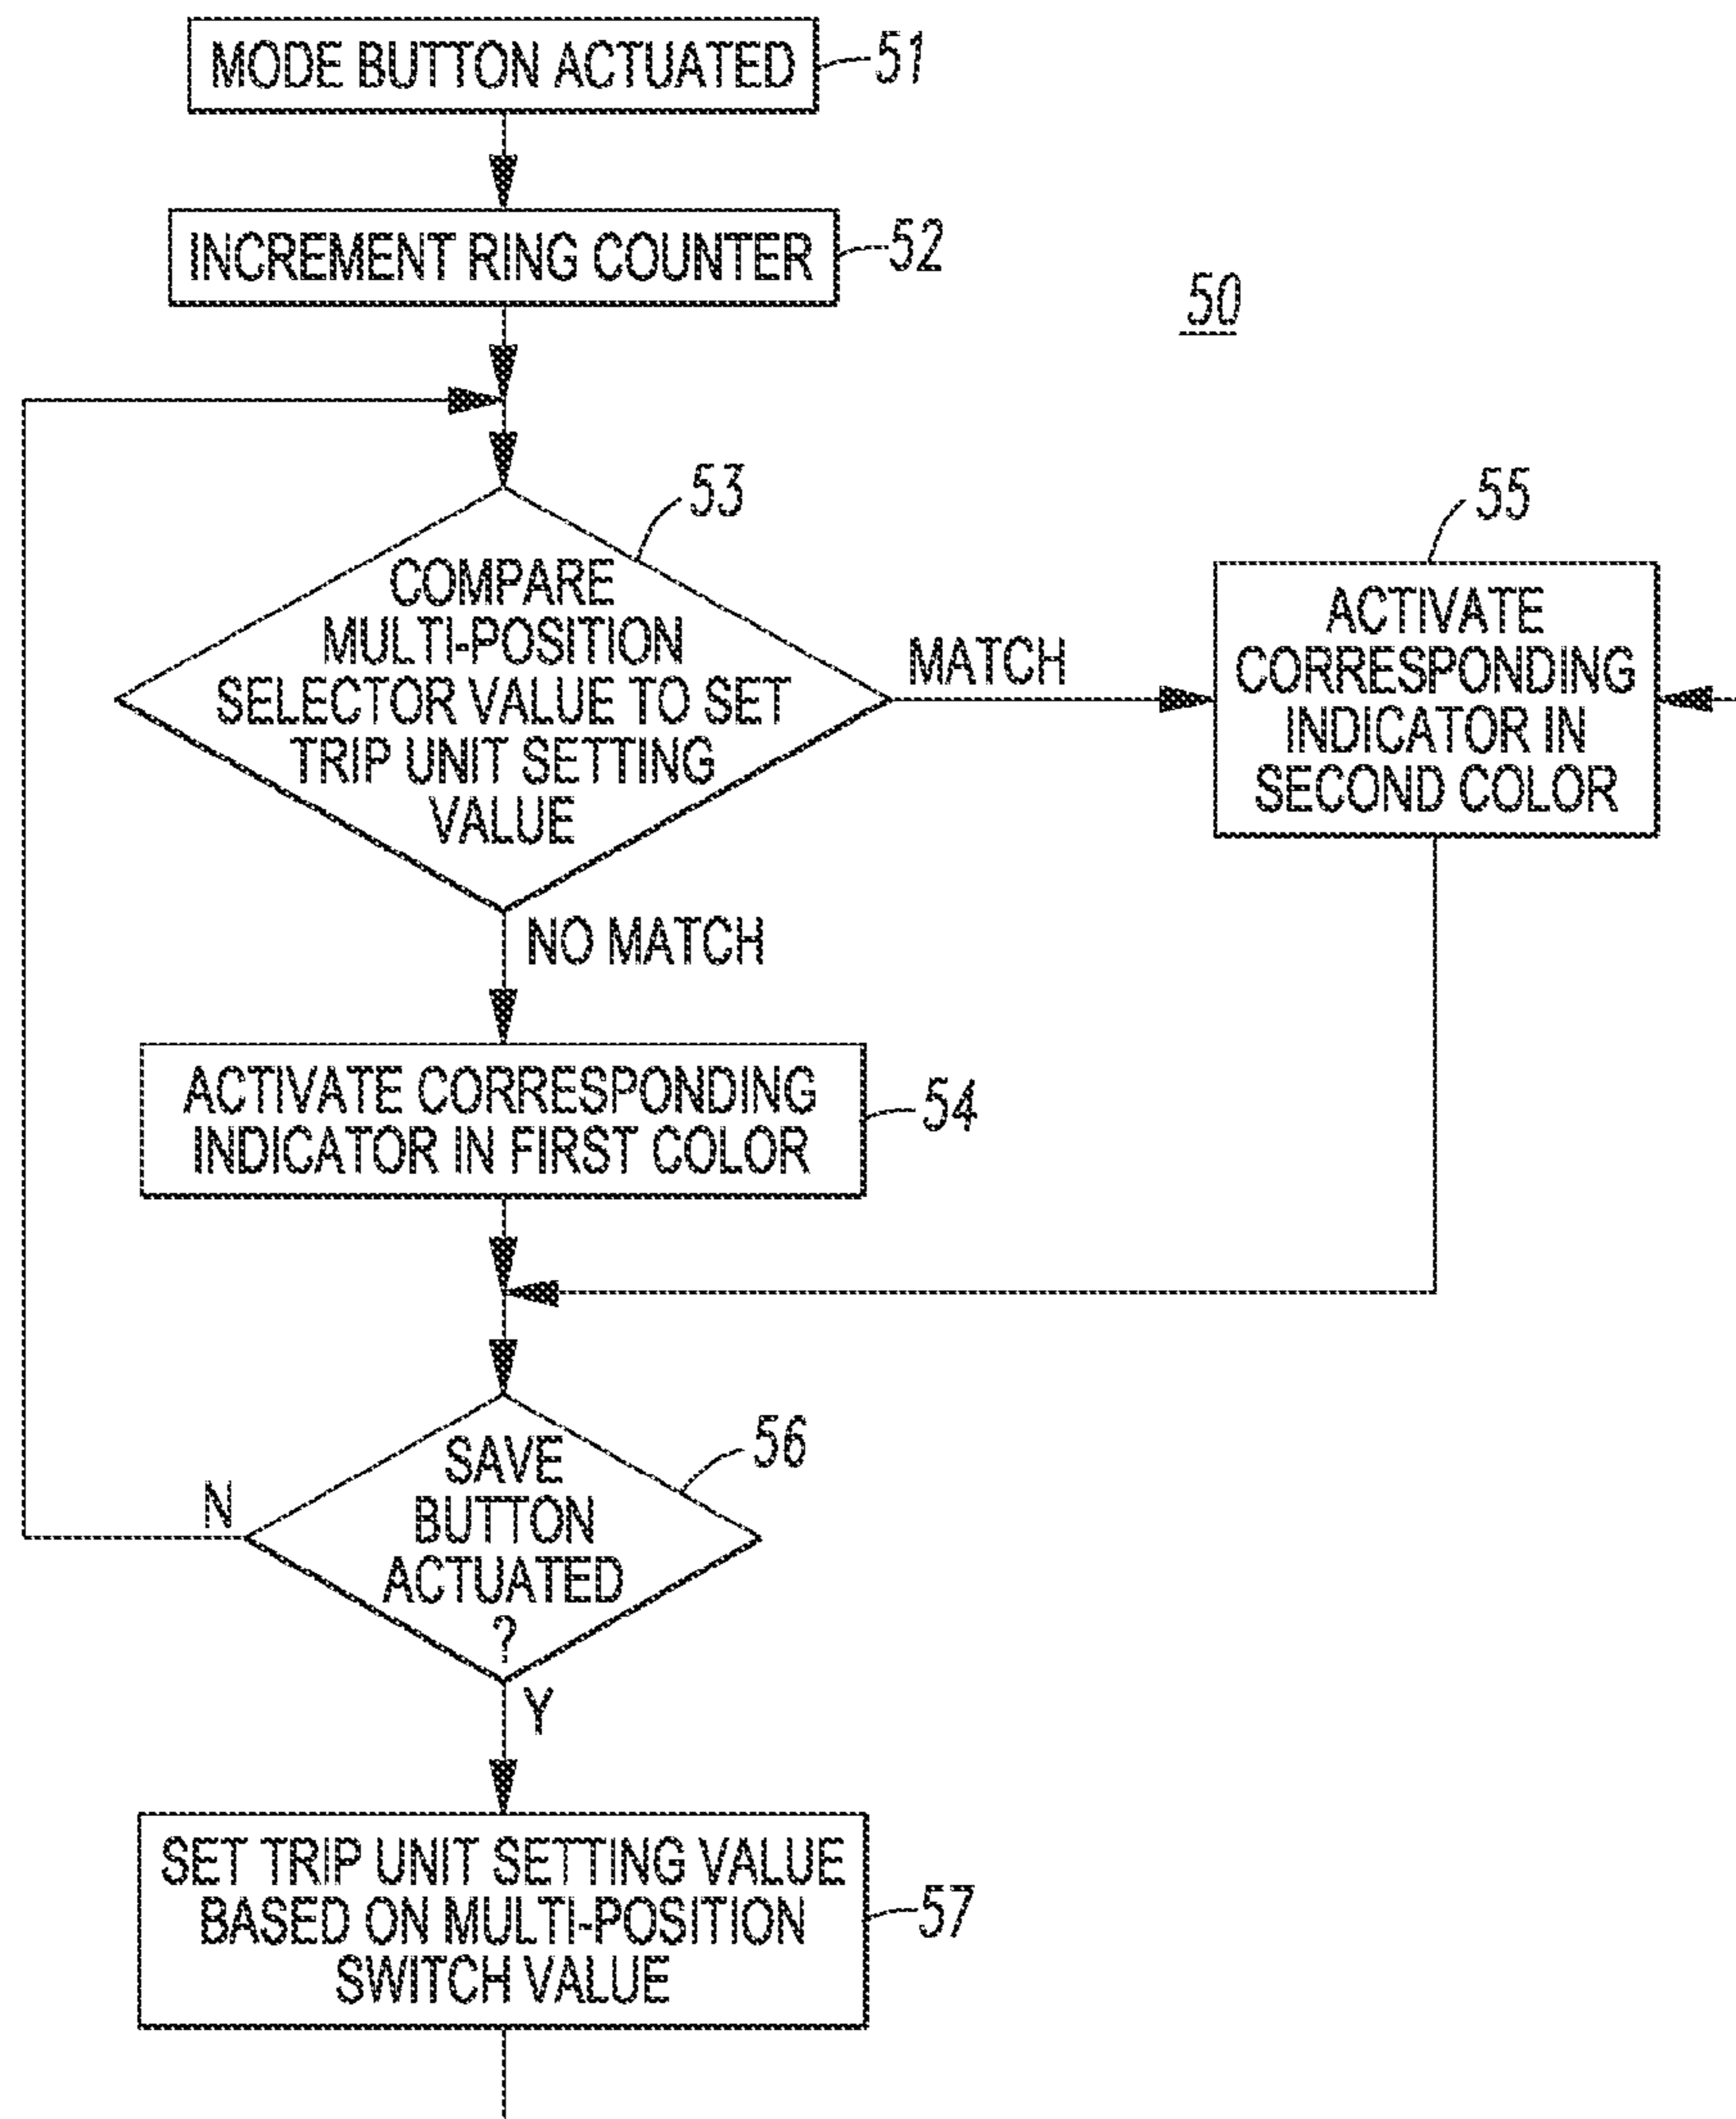 MODE BUTTON ACTUATED
51
INCREMENT RING COUNTER
52
50
53
COMPARE
MULTI-POSITION
SELECTOR VALUE TO SET
TRIP UNIT SETTING
VALUE
MATCH
55
ACTIVATE
CORRESPONDING
INDICATOR IN
SECOND COLOR
NO MATCH
ACTIVATE CORRESPONDING
INDICATOR IN FIRST COLOR
54
56
SAVE
BUTTON
ACTUATED
?
N
Y
SET TRIP UNIT SETTING VALUE
BASED ON MULTI-POSITION
SWITCH VALUE
57